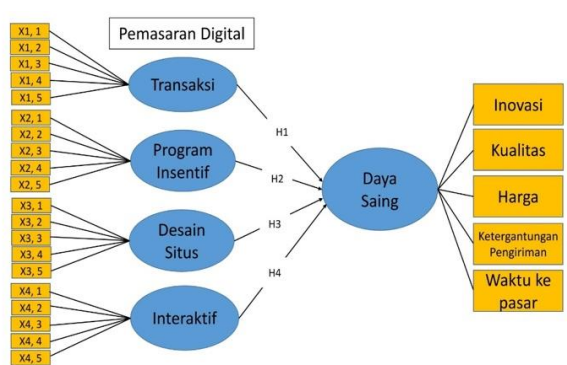 Pemasaran Digital
X1, 1
X1, 2
X1, 3
X1, 4
X1, 5
Transaksi
X2, 1
X2, 2
X2, 3
X2, 4
X2, 5
Program
Insentif
X3, 1
X3, 2
X3, 3
X3, 4
X3, 5
Desain
Situs
X4, 1
X4, 2
X4, 3
X4, 4
X4, 5
Interaktif
H1
H2
H3
H4
Daya
Saing
Inovasi
Kualitas
Harga
Ketergantungan
Pengiriman
Waktu ke
pasar